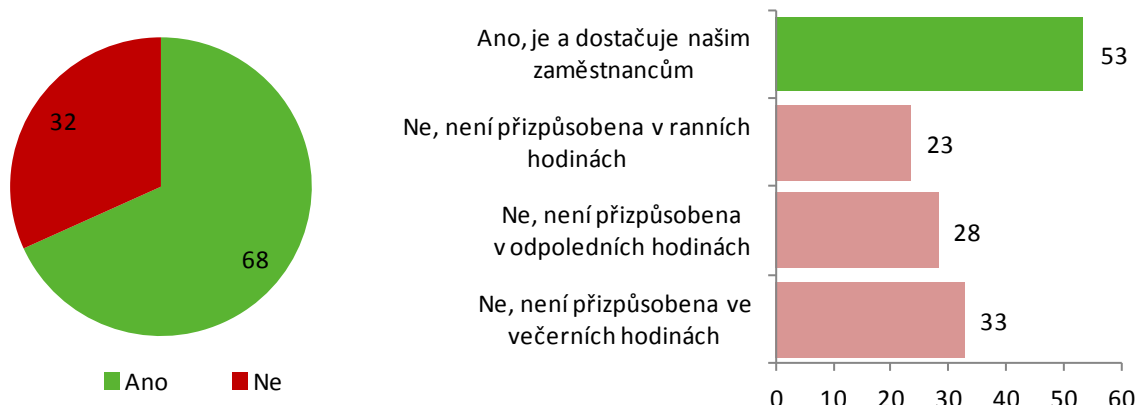 32
68
Ano
Ne
Ano, je a dostačuje našim
zaměstnancům
53
Ne, není přizpůsobena v ranních
hodinách
23
Ne, není přizpůsobena
v odpoledních hodinách
28
Ne, není přizpůsobena ve
večerních hodinách
33
0 10 20 30 40 50 60